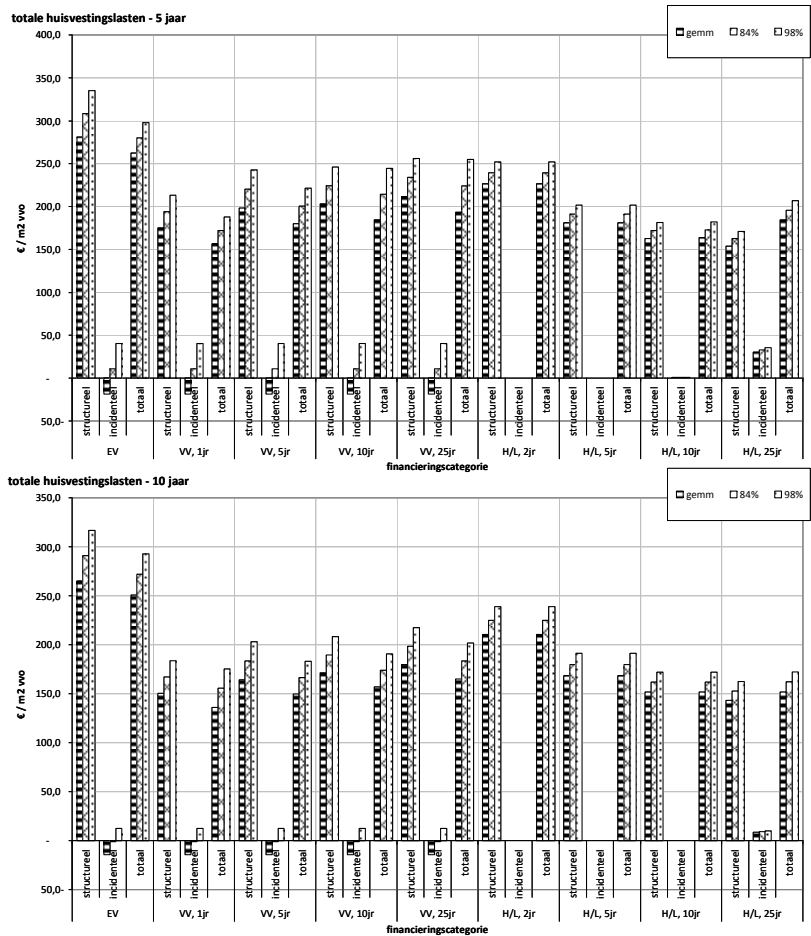 totale huisvestingslasten - 5 jaar
gemm 84% 98%
400,0
350,0
300,0
250,0
200,0
150,0
100,0
50,0
-
50,0-
€ / m2 vvo
structureel incidenteel totaal structureel incidenteel totaal structureel incidenteel totaal structureel incidenteel totaal structureel incidenteel totaal structureel incidenteel totaal structureel incidenteel totaal structureel incidenteel totaal structureel incidenteel totaal
EV VV, 1jr VV, 5jr VV, 10jr VV, 25jr H/L, 2jr H/L, 5jr H/L, 10jr H/L, 25jr
financieringscategorie
totale huisvestingslasten - 10 jaar
gemm 84% 98%
350,0
300,0
250,0
200,0
150,0
100,0
50,0
-
50,0-
€ / m2 vvo
structureel incidenteel totaal structureel incidenteel totaal structureel incidenteel totaal structureel incidenteel totaal structureel incidenteel totaal structureel incidenteel totaal structureel incidenteel totaal structureel incidenteel totaal structureel incidenteel totaal
EV VV, 1jr VV, 5jr VV, 10jr VV, 25jr H/L, 2jr H/L, 5jr H/L, 10jr H/L, 25jr
financieringscategorie